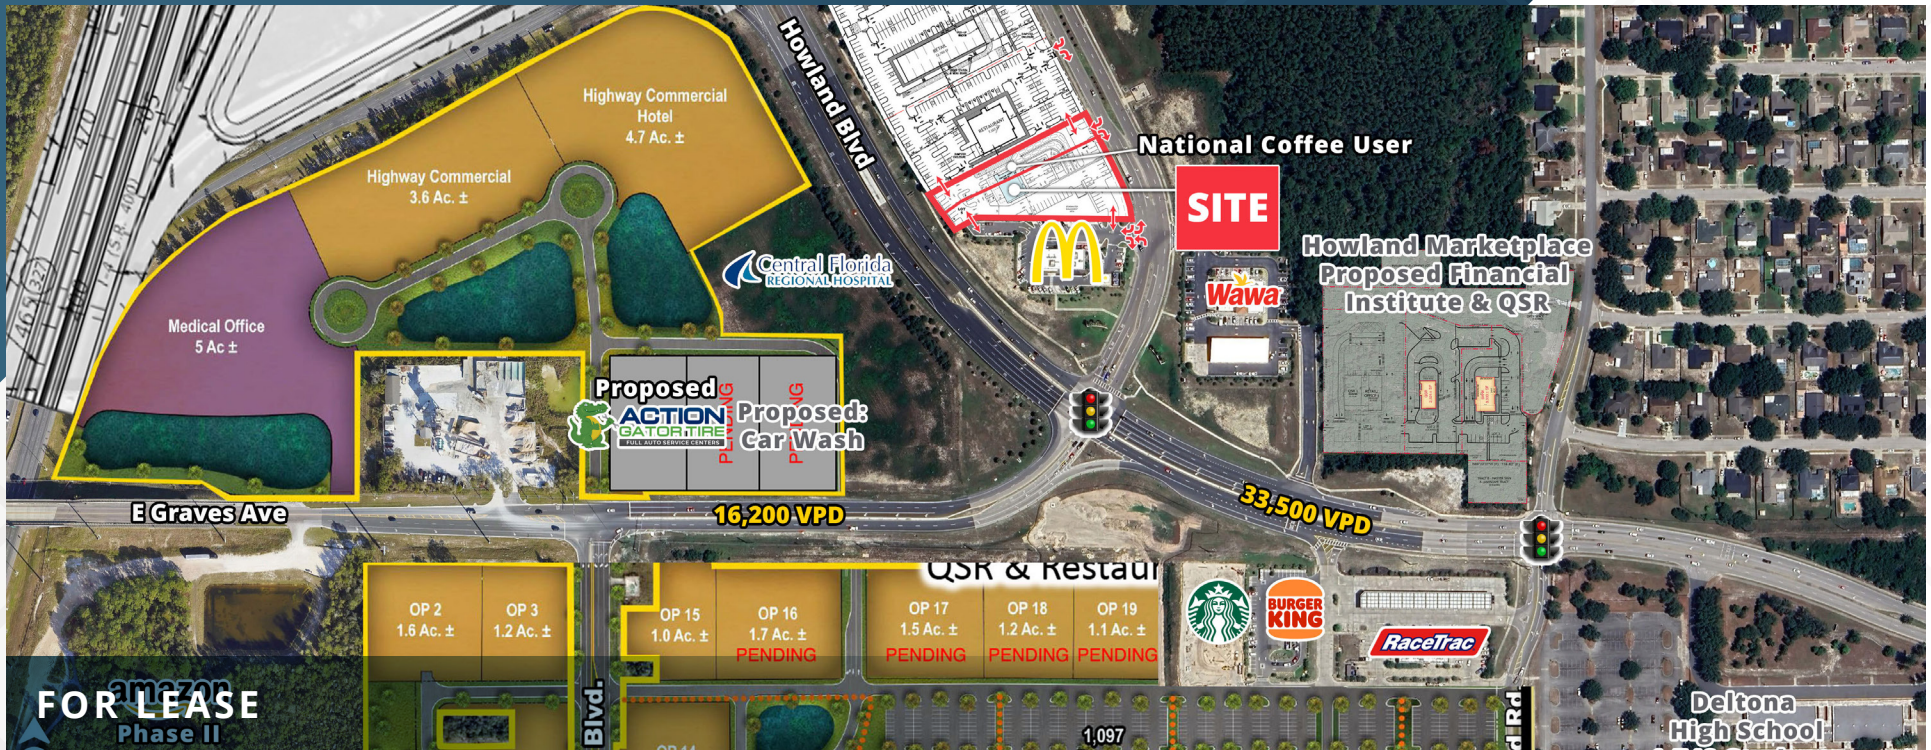 Howland Blvd
Highway Commercial
Hotel
4.7 Ac. ±
Highway Commercial
3.6 Ac. ±
Medical Office
5 Ac ±
National Coffee User
SITE
RESTAURANT
Central Florida
REGIONAL HOSPITAL
Wawa
Howland Marketplace
Proposed Financial
Institute & QSR
Proposed
ACTION
GATOR TIRE
FULL AUTO SERVICE CENTERS
PENDING
Proposed:
Car Wash
PENDING
E Graves Ave
16,200 VPD
33,500 VPD
QSR & Restaur
OP 2
1.6 Ac. ±
OP 3
1.2 Ac. ±
OP 15
1.0 Ac. ±
OP 16
1.7 Ac. ±
PENDING
OP 17
1.5 Ac. ±
PENDING
OP 18
1.2 Ac. ±
PENDING
OP 19
1.1 Ac. ±
PENDING
BURGER
KING
RaceTrac
amazon
FOR LEASE
Phase II
Blvd.
1,097
d Rd
Deltona
High School